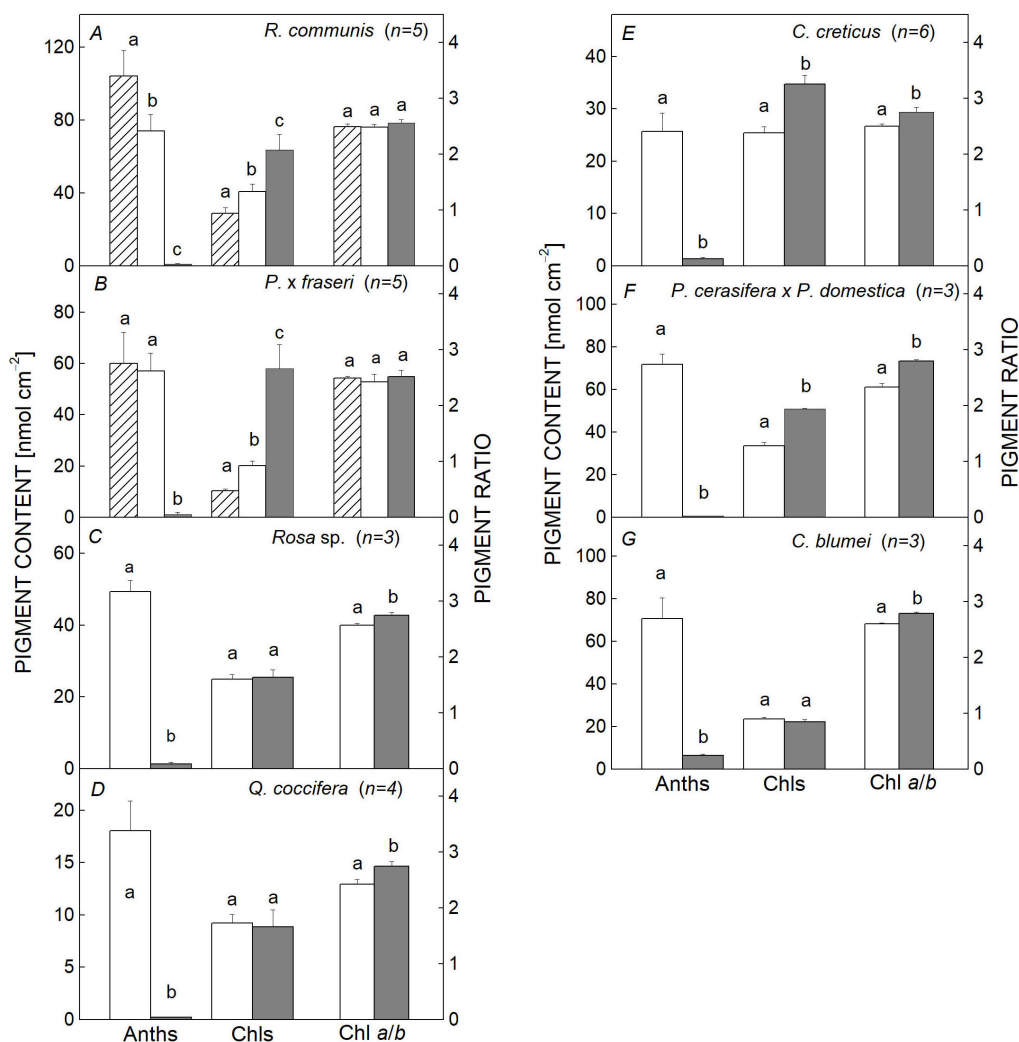 A R. communis (n=5)
a
b
c
a
b
c
a a a
120
80
40
0
4
3
2
1
0
B P. x fraseri (n=5)
a a
b
a
b
c
a a a
80
60
40
20
0
4
3
2
1
0
C Rosa sp. (n=3)
a
b
a a
a b
60
40
20
0
4
3
2
1
0
D Q. coccifera (n=4)
a
b
a a
a b
20
15
10
5
0
4
3
2
1
0
Anths Chls Chl a/b
PIGMENT CONTENT [nmol cm⁻²]
PIGMENT RATIO
E C. creticus (n=6)
a
b
a
b
a
b
40
30
20
10
0
4
3
2
1
0
F P. cerasifera x P. domestica (n=3)
a
b
a
b
a
b
100
80
60
40
20
0
4
3
2
1
0
G C. blumei (n=3)
a
b
a a
a b
100
80
60
40
20
0
4
3
2
1
0
Anths Chls Chl a/b
PIGMENT CONTENT [nmol cm⁻²]
PIGMENT RATIO